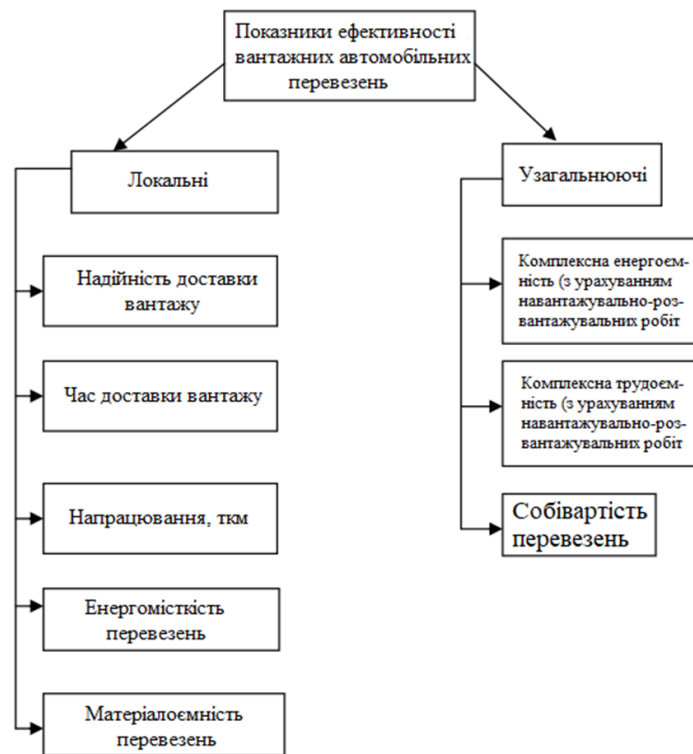 Показники ефективності
вантажних автомобільних
перевезень
Локальні
Надійність доставки
вантажу
Час доставки вантажу
Напрацювання, ткм
Енергомісткість
перевезень
Матеріалоємність
перевезень
Узагальнюючі
Комплексна енергоєм-
ність (з урахуванням
навантажувально-роз-
вантажувальних робіт
Комплексна трудоєм-
ність (з урахуванням
навантажувально-роз-
вантажувальних робіт
Собівартість
перевезень